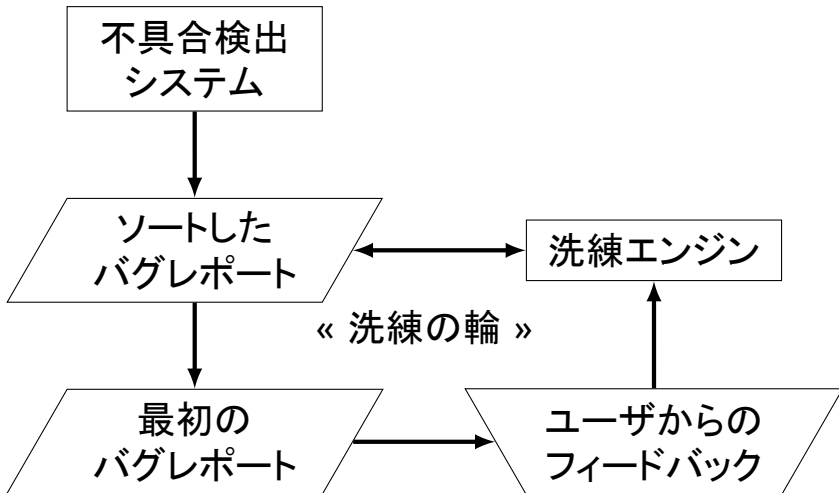 不具合検出
システム
ソートした
バグレポート
洗練エンジン
« 洗練の輪 »
最初の
バグレポート
ユーザからの
フィードバック